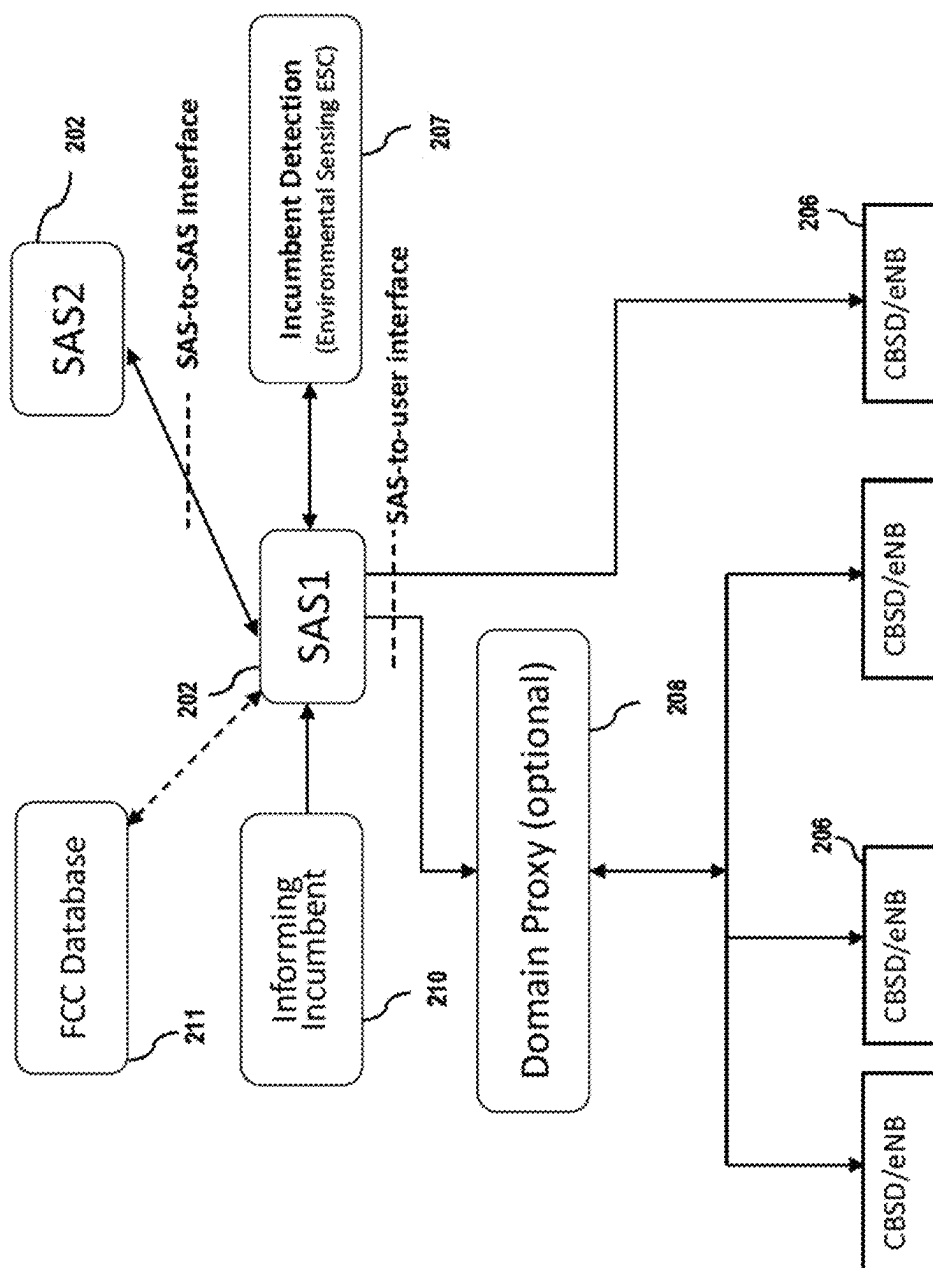 FCC Database
211
SAS2
202
SAS-to-SAS Interface
Informing
Incumbent
210
202
SAS1
Incumbent Detection
(Environmental Sensing ESC)
207
SAS-to-user interface
Domain Proxy (optional)
208
CBSD/eNB
CBSD/eNB
206
CBSD/eNB
CBSD/eNB
206